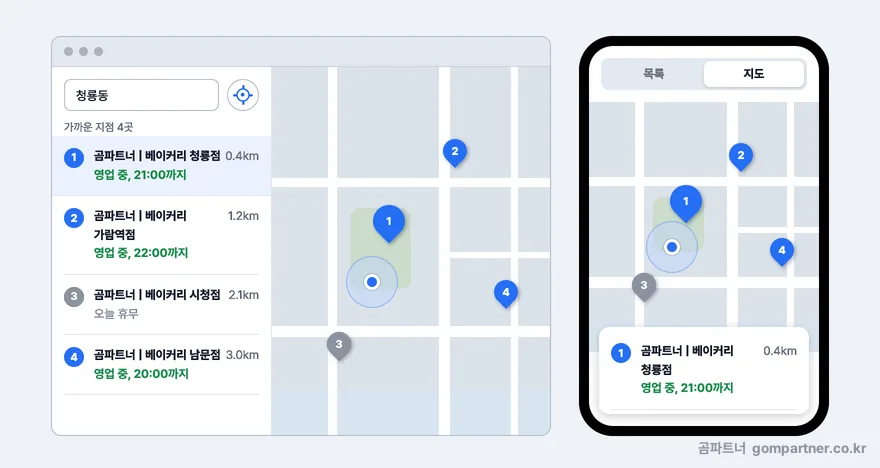 청룡동
가까운 지점 4곳
1 곰파트너 | 베이커리 청룡점 0.4km
영업 중, 21:00까지
2 곰파트너 | 베이커리 1.2km
가람역점
영업 중, 22:00까지
3 곰파트너 | 베이커리 시청점 2.1km
오늘 휴무
4 곰파트너 | 베이커리 남문점 3.0km
영업 중, 20:00까지
2
1
4
3
목록 지도
2
1
4
3
1 곰파트너 | 베이커리 0.4km
청룡점
영업 중, 21:00까지
곰파트너 gompartner.co.kr